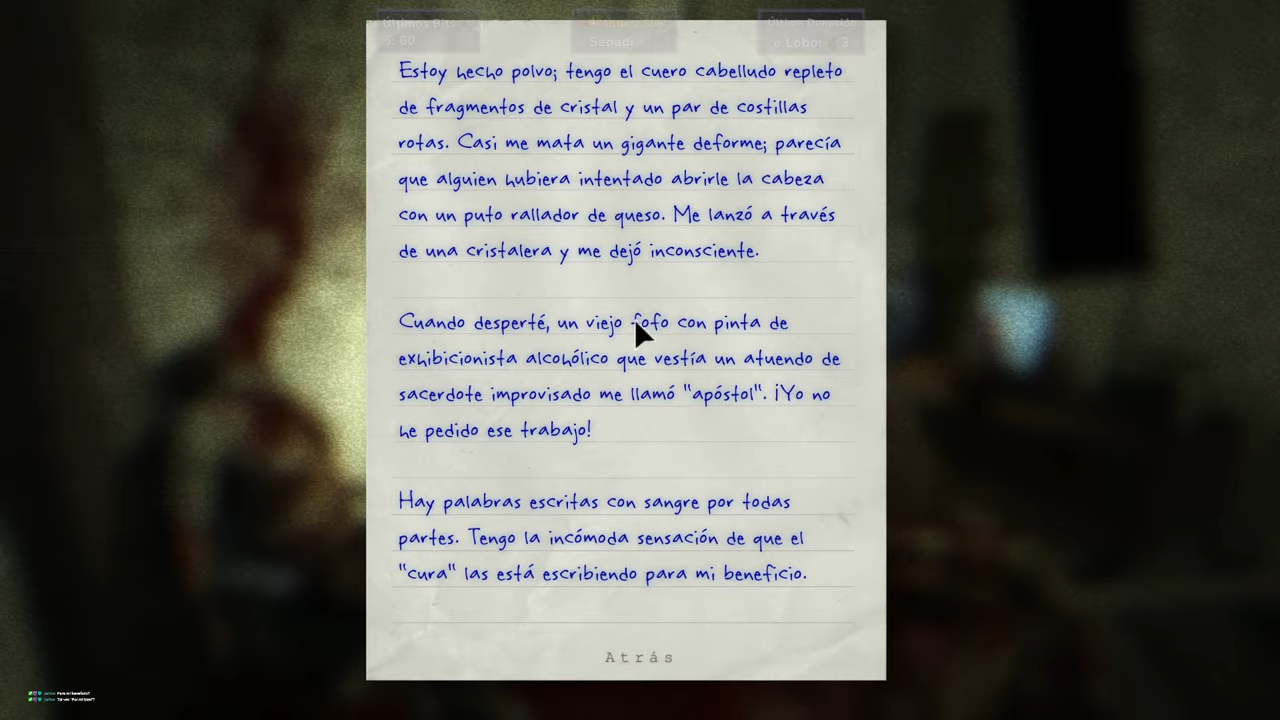 Estoy hecho polvo; tengo el cuero cabelludo repleto
de fragmentos de cristal y un par de costillas
rotas. Casi me mata un gigante deforme; parecía
que alguien hubiera intentado abrirle la cabeza
con un puto rallador de queso. Me lanzó a través
de una cristalera y me dejó inconsciente.
Cuando desperté, un viejo fofo con pinta de
exhibicionista alcohólico que vestía un atuendo de
sacerdote improvisado me llamó "apóstol". ¡Yo no
he pedido ese trabajo!
Hay palabras escritas con sangre por todas
partes. Tengo la incómoda sensación de que el
"cura" las está escribiendo para mi beneficio.
Atrás